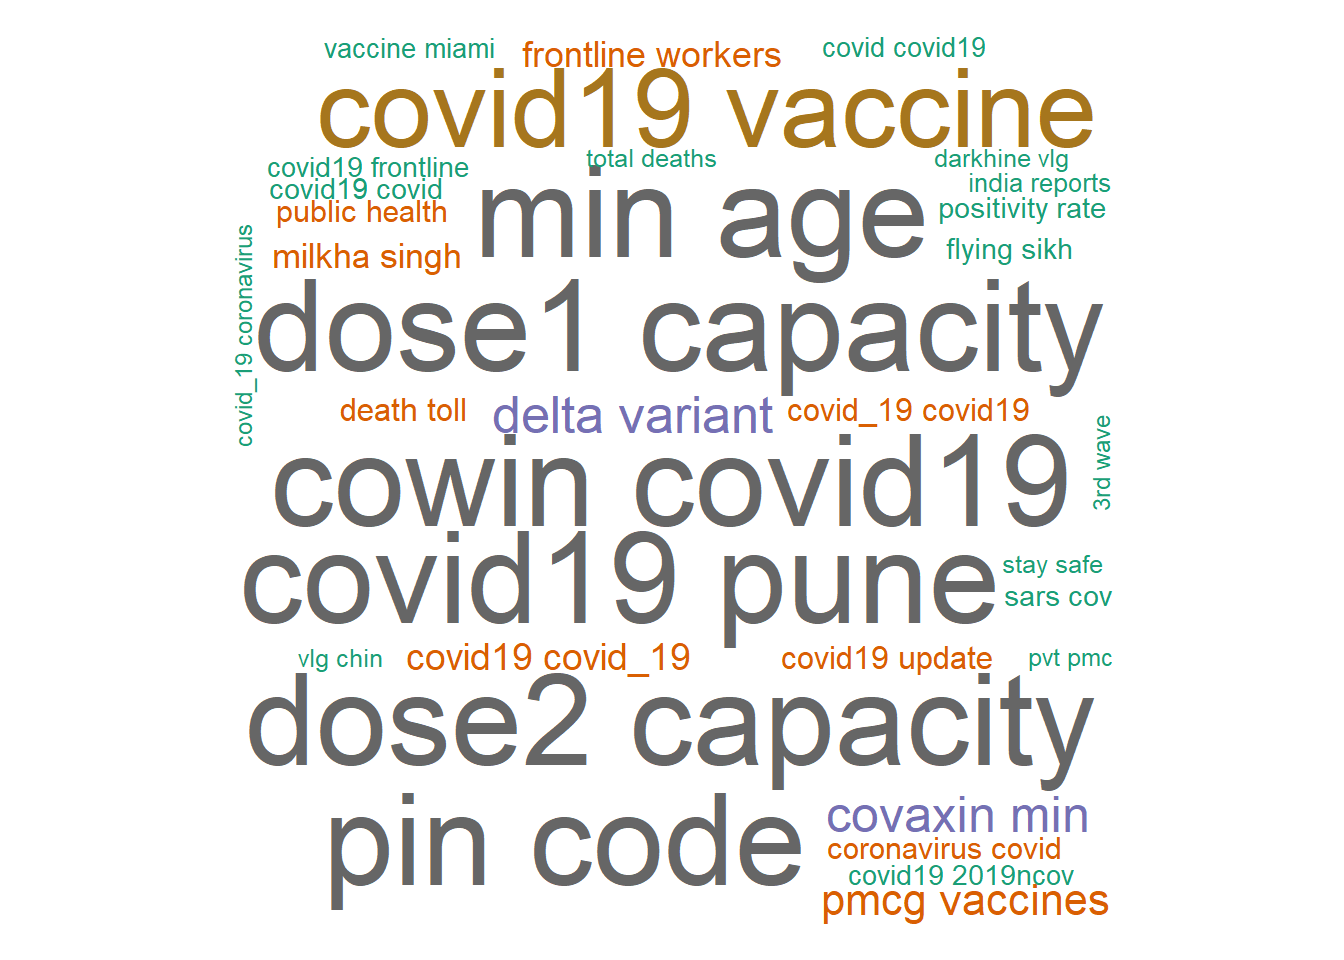 vaccine miami
frontline workers
covid covid19
covid19 vaccine
covid19 frontline
total deaths
darkhine vlg
covid19 covid
min age
india reports
public health
positivity rate
milkha singh
flying sikh
covid_19 coronavirus
dose1 capacity
death toll
delta variant
covid_19 covid19
3rd wave
cowin covid19
covid19 pune
stay safe
sars cov
vlg chin
covid19 covid_19
covid19 update
pvt pmc
dose2 capacity
pin code
covaxin min
coronavirus covid
covid19 2019ncov
pmcg vaccines